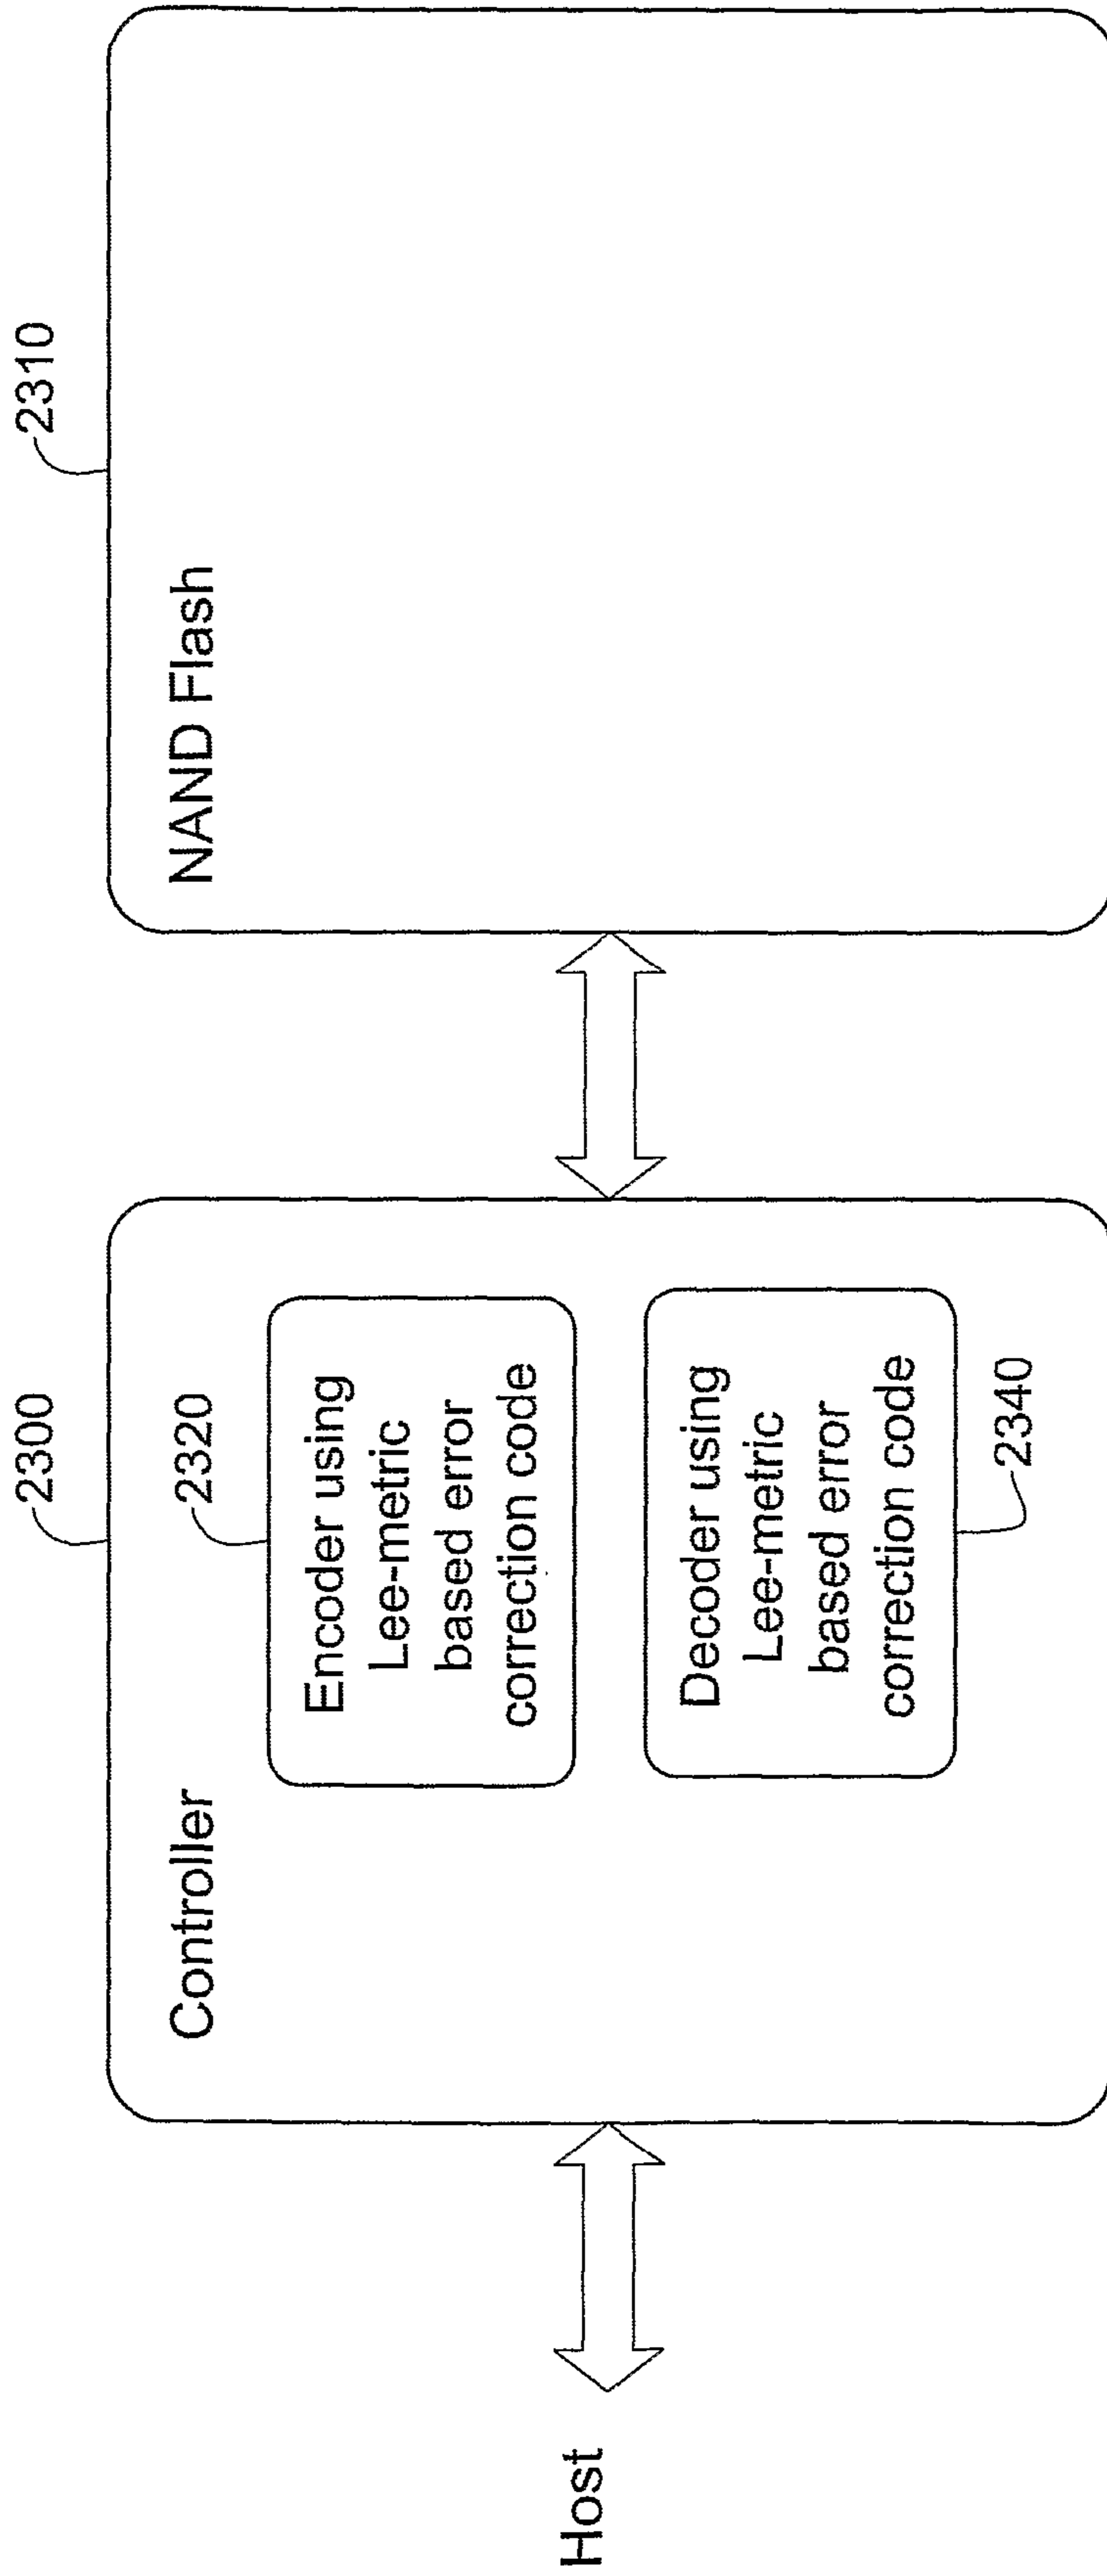 2300
2310
Controller
NAND Flash
2320
Encoder using
Lee-metric
based error
correction code
Host
Decoder using
Lee-metric
based error
correction code
2340